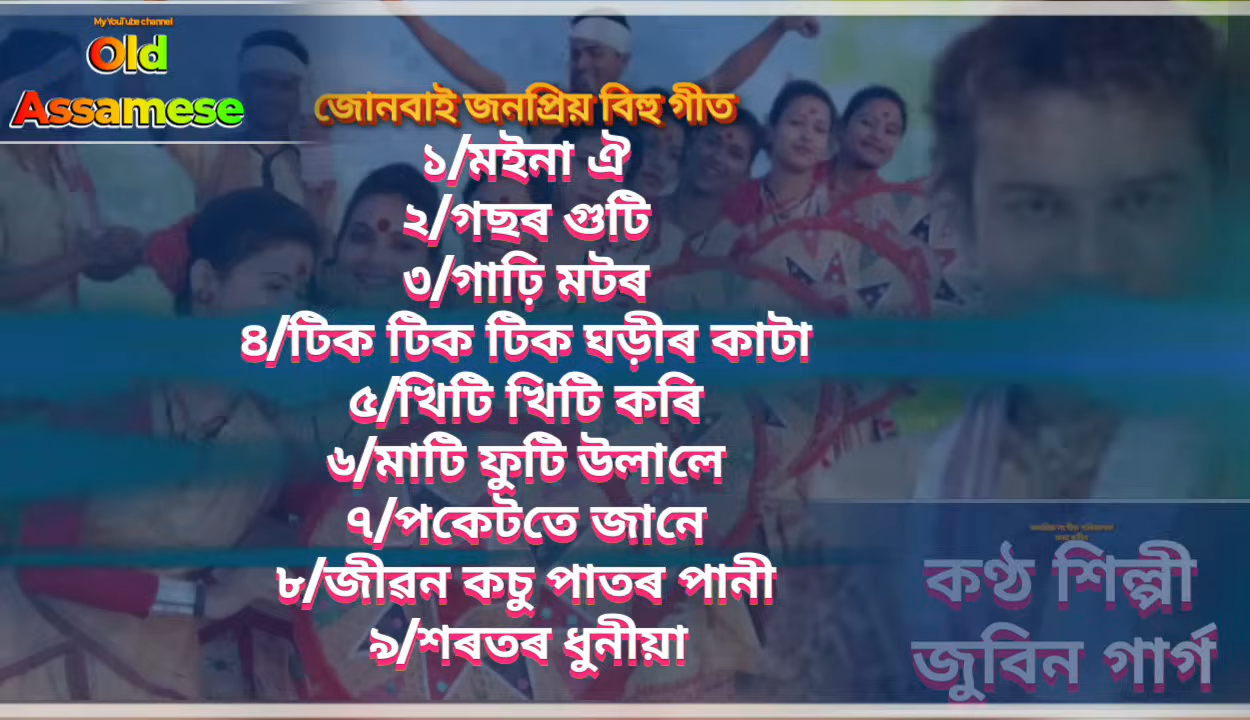 My YouTube channel
Old
Assamese
জোনবাই জনপ্রিয় বিহু গীত
১/মইনা ঐ
২/গছৰ গুটি
৩/গাঢ়ি মটৰ
৪/টিক টিক টিক ঘড়ীৰ কাটা
৫/খিটি খিটি কৰি
৬/মাটি ফুটি উলালে
৭/পকেটতে জানে
৮/জীৱন কচু পাতৰ পানী
৯/শৰতৰ ধুনীয়া
কণ্ঠ শিল্পী
জুবিন গাৰ্গ